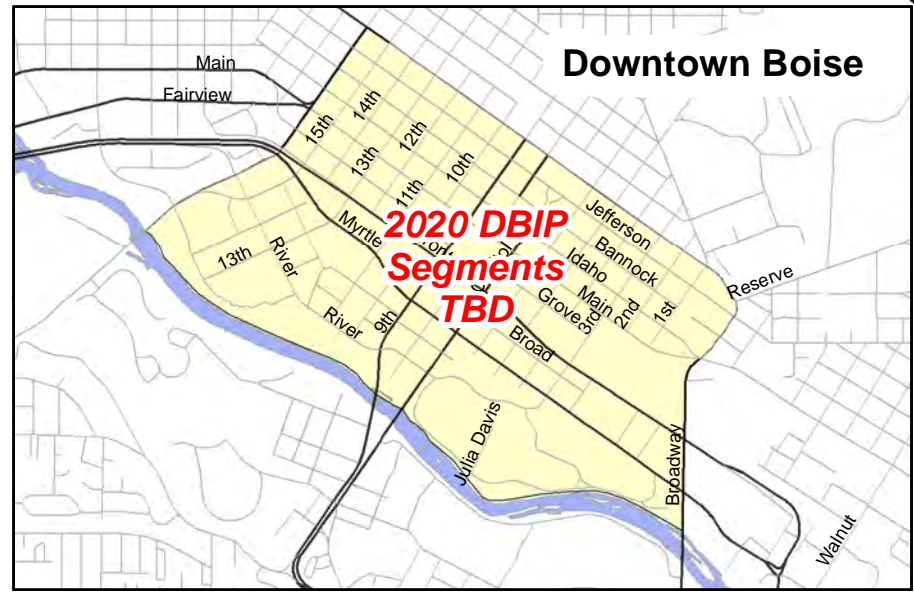 Downtown Boise
Main
Fairview
15th
14th
13th
12th
11th
10th
Jefferson
Bannock
Idaho
Main
Grove
3rd
2nd
1st
Reserve
Myrtle
2020 DBIP
Segments
TBD
13th
River
River
9th
Broad
Julia Davis
Broadway
Walnut